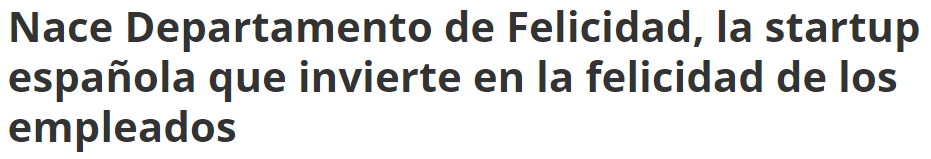 Nace Departamento de Felicidad, la startup
española que invierte en la felicidad de los
empleados